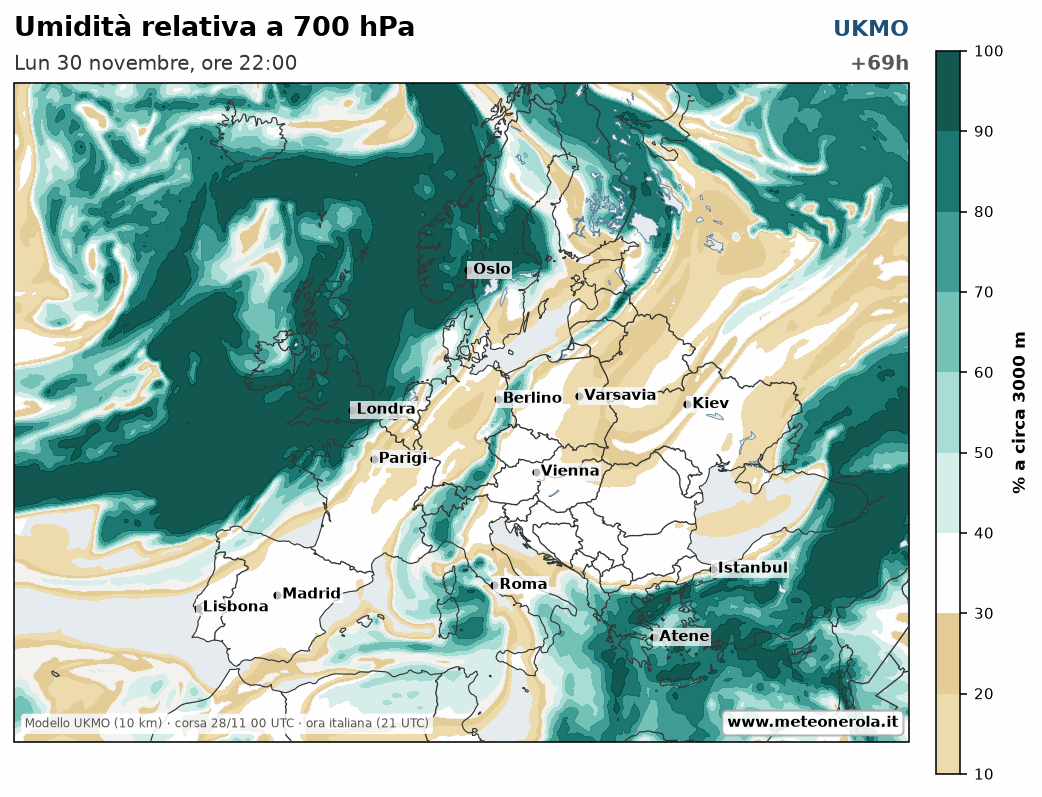 Umidità relativa a 700 hPa
UKMO
Lun 30 novembre, ore 22:00
+69h
100
90
80
70
60
50
40
30
20
10
% a circa 3000 m
Oslo
Londra
Berlino
Varsavia
Kiev
Parigi
Vienna
Istanbul
Roma
Madrid
Lisbona
Atene
Modello UKMO (10 km) · corsa 28/11 00 UTC · ora italiana (21 UTC)
www.meteonerola.it